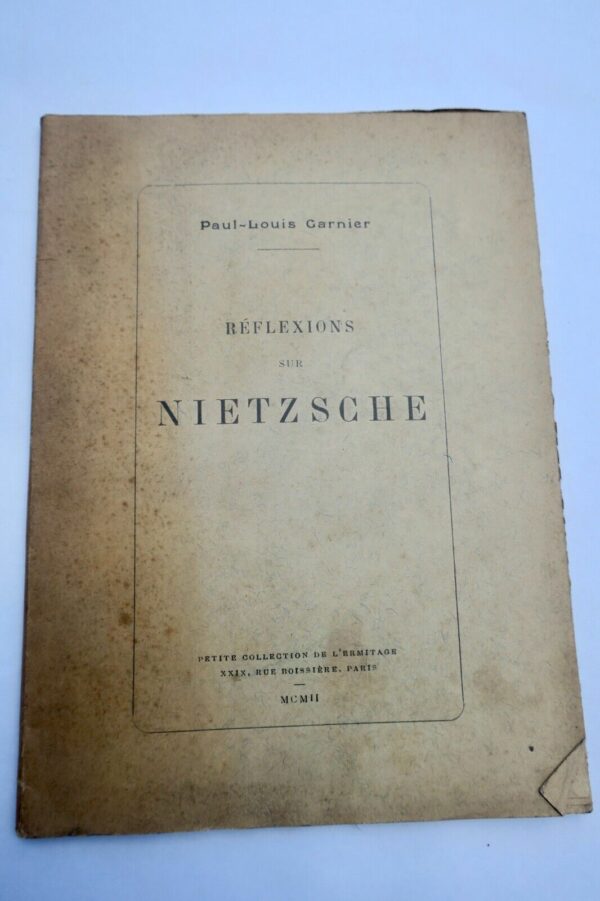 Paul-Louis Garnier
RÉFLEXIONS
SUR
NIETZSCHE
PETITE COLLECTION DE L'ERMITAGE
XXIX, RUE BOISSIÈRE, PARIS
MCMII